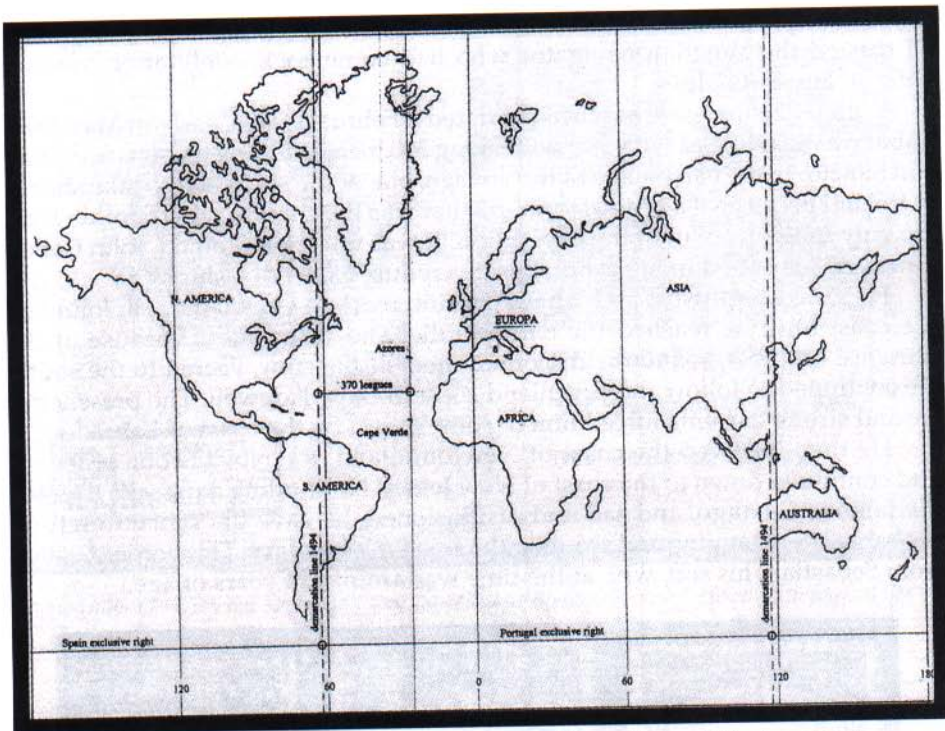 N. AMERICA
ASIA
EUROPA
Azores
370 leagues
AFRICA
Cape Verde
S. AMERICA
AUSTRALIA
demarcation line 1494
demarcation line 1494
Spain exclusive right
Portugal exclusive right
120
60
0
60
120
180